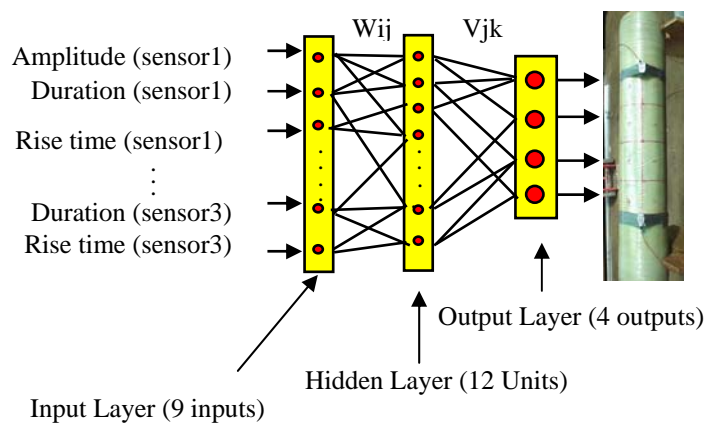 Wij
Vjk
Amplitude (sensor1)
Duration (sensor1)
Rise time (sensor1)
Duration (sensor3)
Rise time (sensor3)
Output Layer (4 outputs)
Hidden Layer (12 Units)
Input Layer (9 inputs)